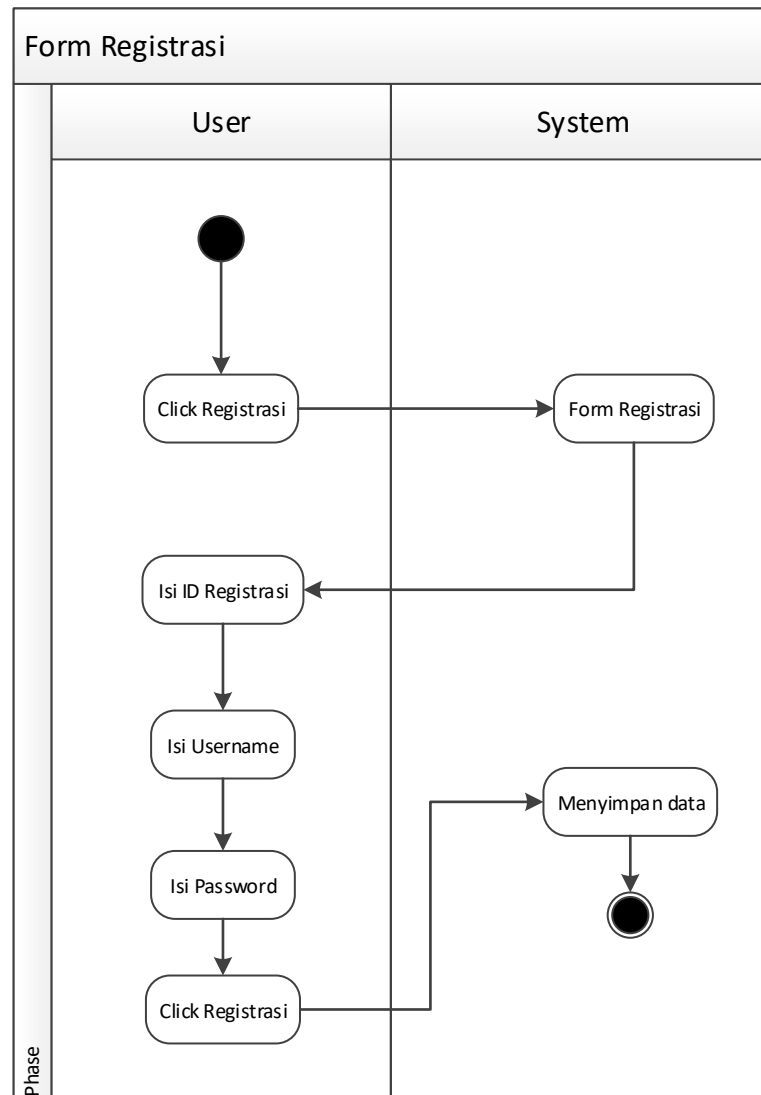 Form Registrasi
User
System
Click Registrasi
Form Registrasi
Isi ID Registrasi
Isi Username
Menyimpan data
Isi Password
Click Registrasi
Phase